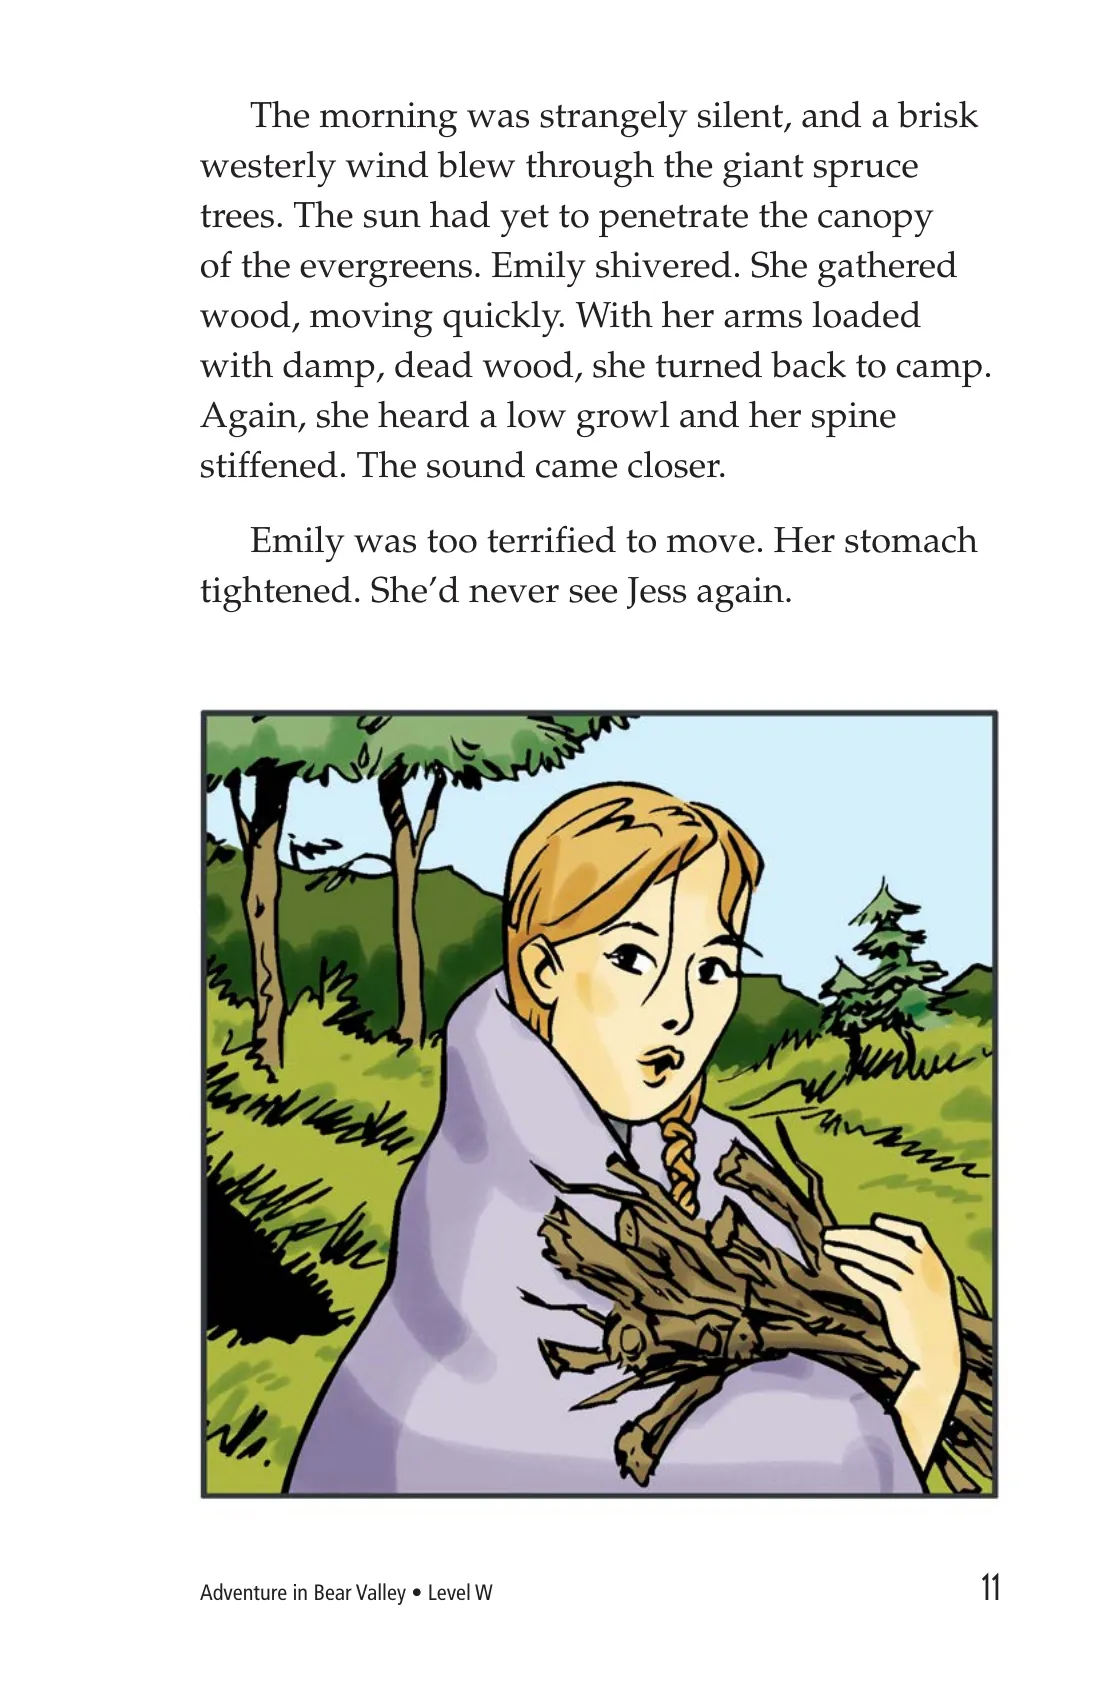 The morning was strangely silent, and a brisk
westerly wind blew through the giant spruce
trees. The sun had yet to penetrate the canopy
of the evergreens. Emily shivered. She gathered
wood, moving quickly. With her arms loaded
with damp, dead wood, she turned back to camp.
Again, she heard a low growl and her spine
stiffened. The sound came closer.
Emily was too terrified to move. Her stomach
tightened. She’d never see Jess again.
Adventure in Bear Valley • Level W
11